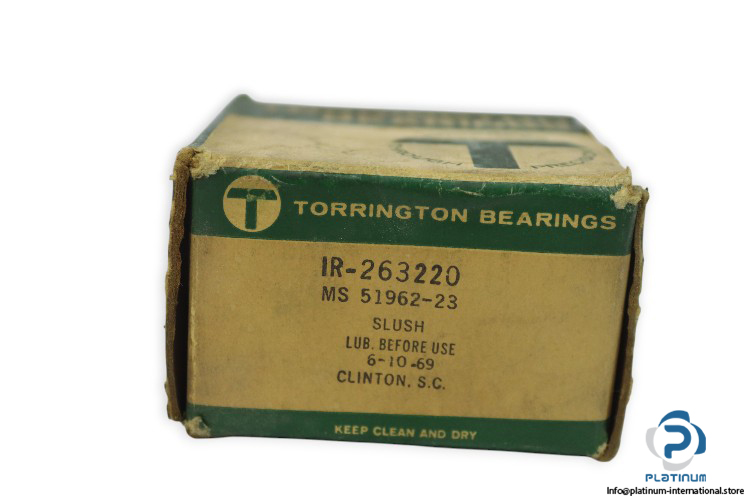 T
T
TORRINGTON BEARINGS
IR-263220
MS 51962-23
SLUSH
LUB. BEFORE USE
6-10-69
CLINTON, S.C.
KEEP CLEAN AND DRY
PLATINUM
Info@platinum-international.store